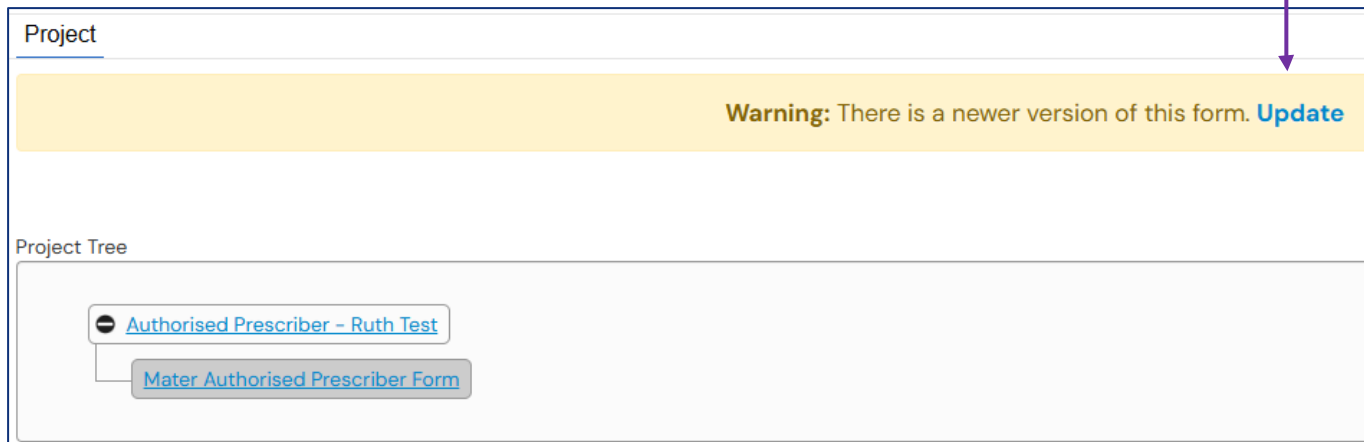 Project
Warning: There is a newer version of this form. Update
Project Tree
Authorised Prescriber - Ruth Test
Mater Authorised Prescriber Form